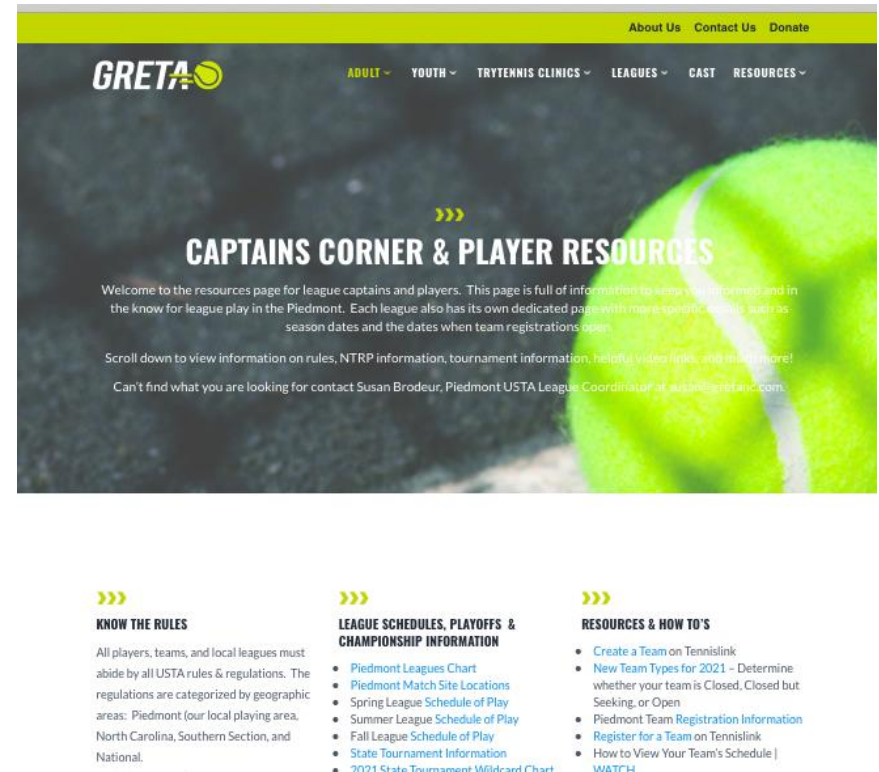 About Us Contact Us Donate
GRETA
ADULT YOUTH TRYTENNIS CLINICS LEAGUES CAST RESOURCES
CAPTAINS CORNER & PLAYER RESOURCES
Welcome to the resources page for league captains and players. This page is full of information to keep you informed and in
the know for league play in the Piedmont. Each league also has its own dedicated page with more specific details such as
season dates and the dates when team registrations open.
Scroll down to view information on rules, NTRP information, tournament information, helpful video links, and much more!
Can't find what you are looking for contact Susan Brodeur, Piedmont USTA League Coordinator at susan@gretanc.com.
KNOW THE RULES
All players, teams, and local leagues must
abide by all USTA rules & regulations. The
regulations are categorized by geographic
areas: Piedmont (our local playing area,
North Carolina, Southern Section, and
National.
LEAGUE SCHEDULES, PLAYOFFS &
CHAMPIONSHIP INFORMATION
• Piedmont Leagues Chart
• Piedmont Match Site Locations
• Spring League Schedule of Play
• Summer League Schedule of Play
• Fall League Schedule of Play
• State Tournament Information
• 2021 State Tournament Wildcard Chart
RESOURCES & HOW TO'S
• Create a Team on Tennislink
• New Team Types for 2021 – Determine
whether your team is Closed, Closed but
Seeking, or Open
• Piedmont Team Registration Information
• Register for a Team on Tennislink
• How to View Your Team's Schedule |
WATCH